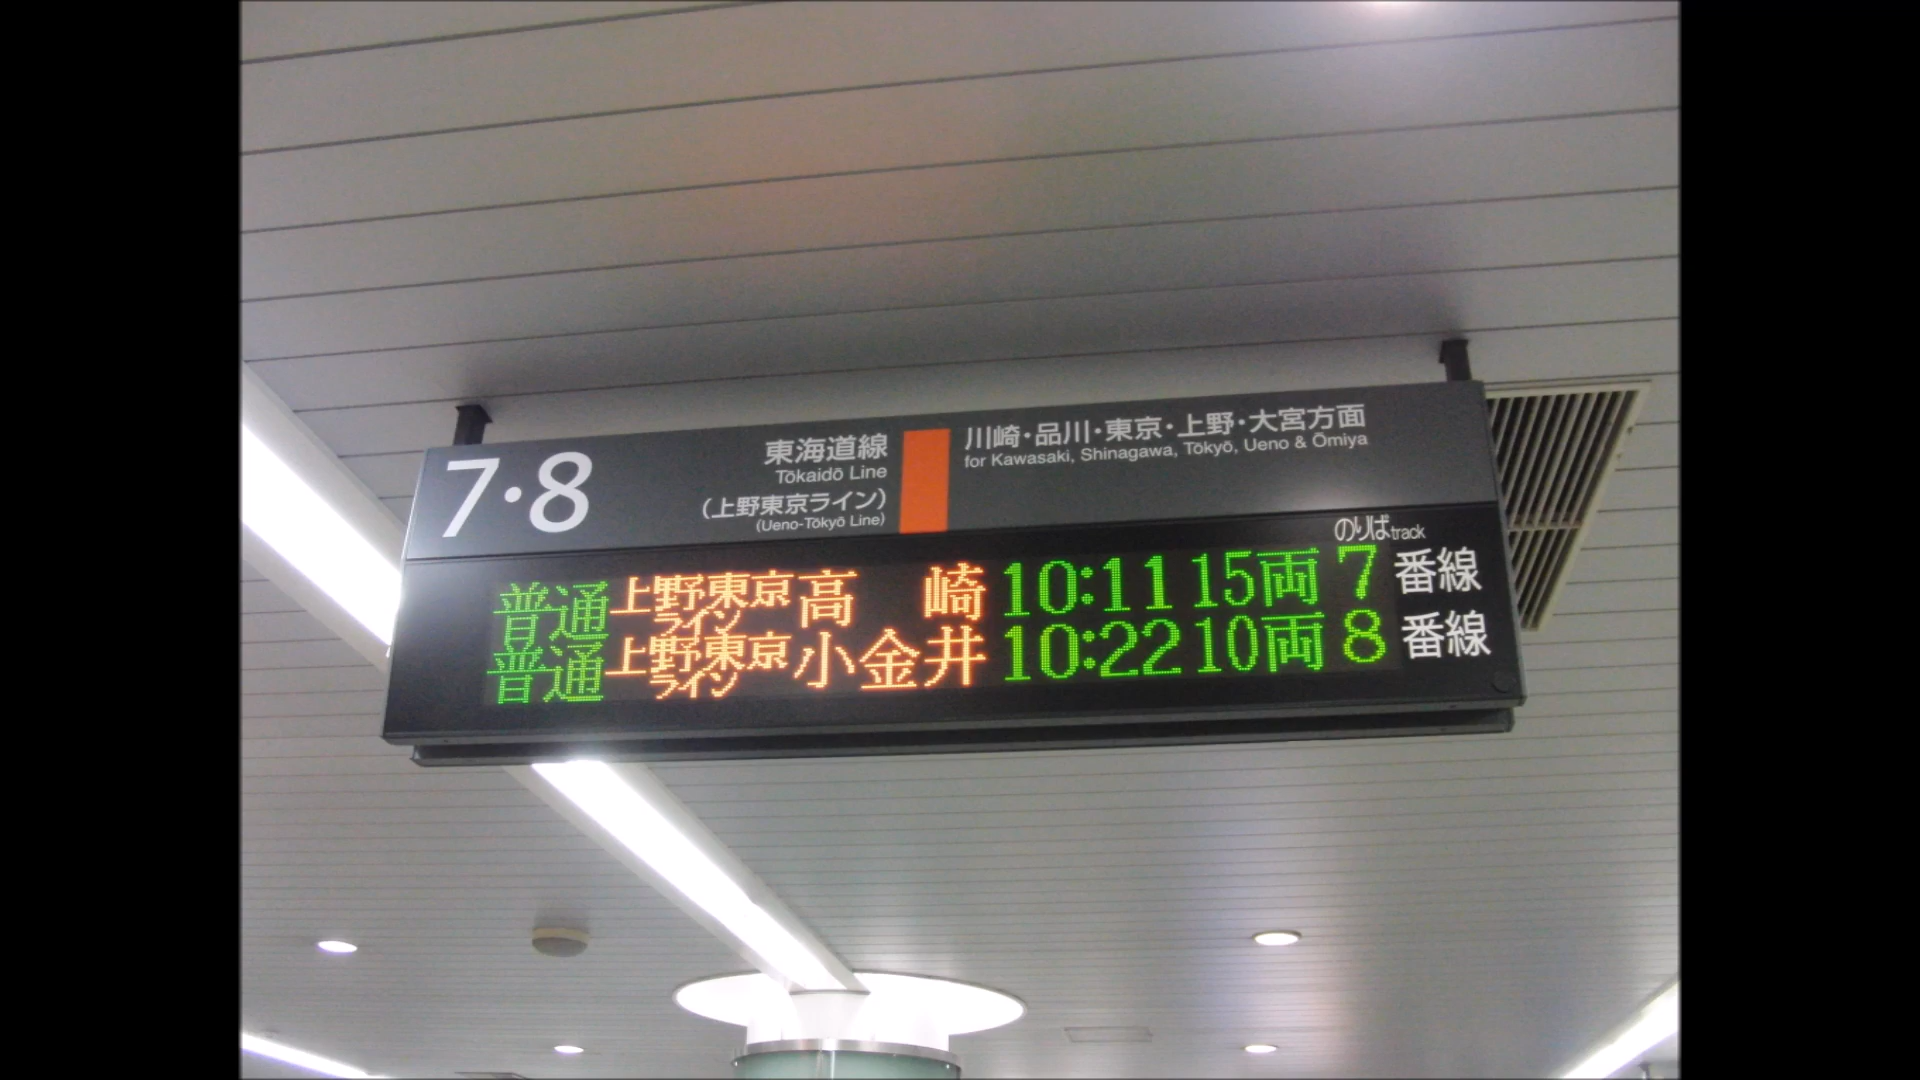 7・8
東海道線
Tōkaidō Line
(上野東京ライン)
(Ueno-Tōkyō Line)
川崎・品川・東京・上野・大宮方面
for Kawasaki, Shinagawa, Tōkyō, Ueno & Ōmiya
のりば track
普通 上野東京ライン 高 崎 10:11 15両 7 番線
普通 上野東京ライン 小金井 10:22 10両 8 番線